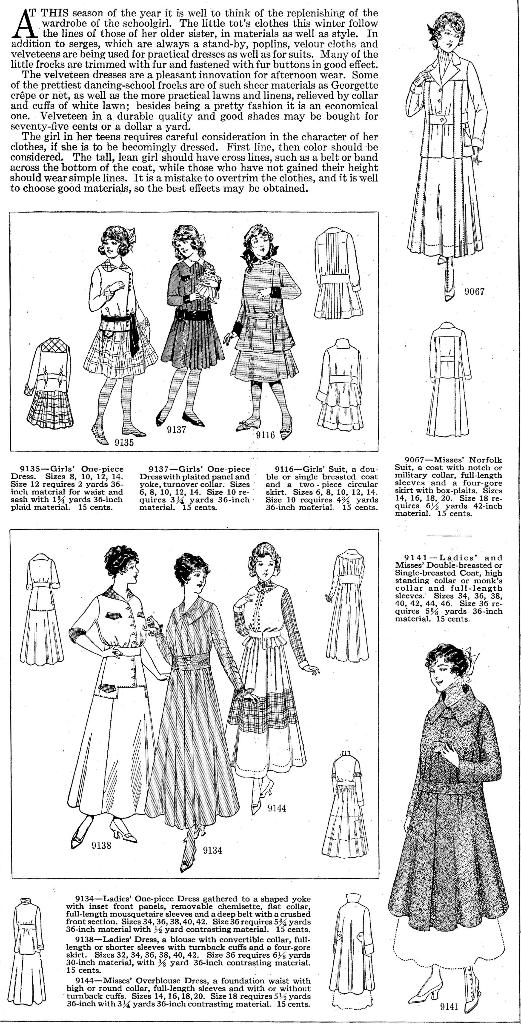 AT THIS season of the year it is well to think of the replenishing of the
wardrobe of the schoolgirl. The little tot's clothes this winter follow
the lines of those of her older sister, in materials as well as style. In
addition to serges, which are always a stand-by, poplins, velour cloths and
velveteens are being used for practical dresses as well as for suits. Many of the
little frocks are trimmed with fur and fastened with fur buttons in good effect.
The velveteen dresses are a pleasant innovation for afternoon wear. Some
of the prettiest dancing-school frocks are of such sheer materials as Georgette
crêpe or net, as well as the more practical lawns and linens, relieved by collar
and cuffs of white lawn; besides being a pretty fashion it is an economical
one. Velveteen in a durable quality and good shades may be bought for
seventy-five cents or a dollar a yard.
The girl in her teens requires careful consideration in the character of her
clothes, if she is to be becomingly dressed. First line, then color should be
considered. The tall, lean girl should have cross lines, such as a belt or band
across the bottom of the coat, while those who have not gained their height
should wear simple lines. It is a mistake to overtrim the clothes, and it is well
to choose good materials, so the best effects may be obtained.
9067
9135
9137
9116
9135—Girls' One-piece
Dress. Sizes 8, 10, 12, 14.
Size 12 requires 2 yards 36-
inch material for waist and
sash with 1¾ yards 36-inch
plaid material. 15 cents.
9137—Girls' One-piece
Dress with plaited panel and
yoke, turnover collar. Sizes
6, 8, 10, 12, 14. Size 10 re-
quires 3¼ yards 36-inch
material. 15 cents.
9116—Girls' Suit, a dou-
ble or single breasted coat
and a two-piece circular
skirt. Sizes 6, 8, 10, 12, 14.
Size 10 requires 4¾ yards
36-inch material. 15 cents.
9067—Misses' Norfolk
Suit, a coat with notch or
military collar, full-length
sleeves and a four-gore
skirt with box-plaits. Sizes
14, 16, 18, 20. Size 18 re-
quires 6½ yards 42-inch
material. 15 cents.
9141—Ladies' and
Misses' Double-breasted or
Single-breasted Coat, high
standing collar or monk's
collar and full-length
sleeves. Sizes 34, 36, 38,
40, 42, 44, 46. Size 36 re-
quires 5⅝ yards 36-inch
material. 15 cents.
9138
9134
9144
9134—Ladies' One-piece Dress gathered to a shaped yoke
with inset front panels, removable chemisette, flat collar,
full-length mousquetaire sleeves and a deep belt with a crushed
front section. Sizes 34, 36, 38, 40, 42. Size 36 requires 5¾ yards
36-inch material with ½ yard contrasting material. 15 cents.
9138—Ladies' Dress, a blouse with convertible collar, full-
length or shorter sleeves with turnback cuffs and a four-gore
skirt. Sizes 32, 34, 36, 38, 40, 42. Size 36 requires 6½ yards
30-inch material, with ⅜ yard 36-inch contrasting material.
15 cents.
9144—Misses' Overblouse Dress, a foundation waist with
high or round collar, full-length sleeves and with or without
turnback cuffs. Sizes 14, 16, 18, 20. Size 18 requires 5½ yards
36-inch with 3¼ yards 36-inch contrasting material. 15 cents.
9141